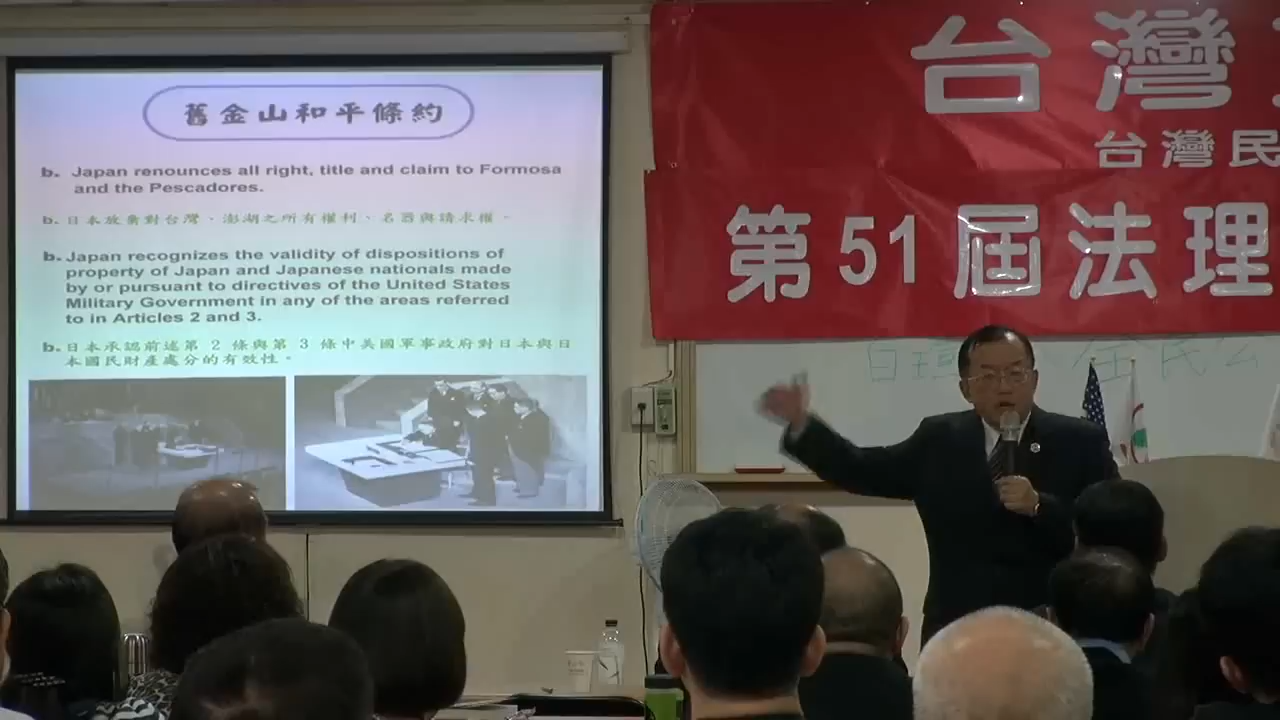 舊金山和平條約
b. Japan renounces all right, title and claim to Formosa
and the Pescadores.
b. 日本放棄對台灣、澎湖之所有權利、名器與請求權。
b. Japan recognizes the validity of dispositions of
property of Japan and Japanese nationals made
by or pursuant to directives of the United States
Military Government in any of the areas referred
to in Articles 2 and 3.
b. 日本承認前述第 2 條與第 3 條中美國軍事政府對日本與日
本國民財產處分的有效性。
台灣
台灣民
第51屆法理
住民公